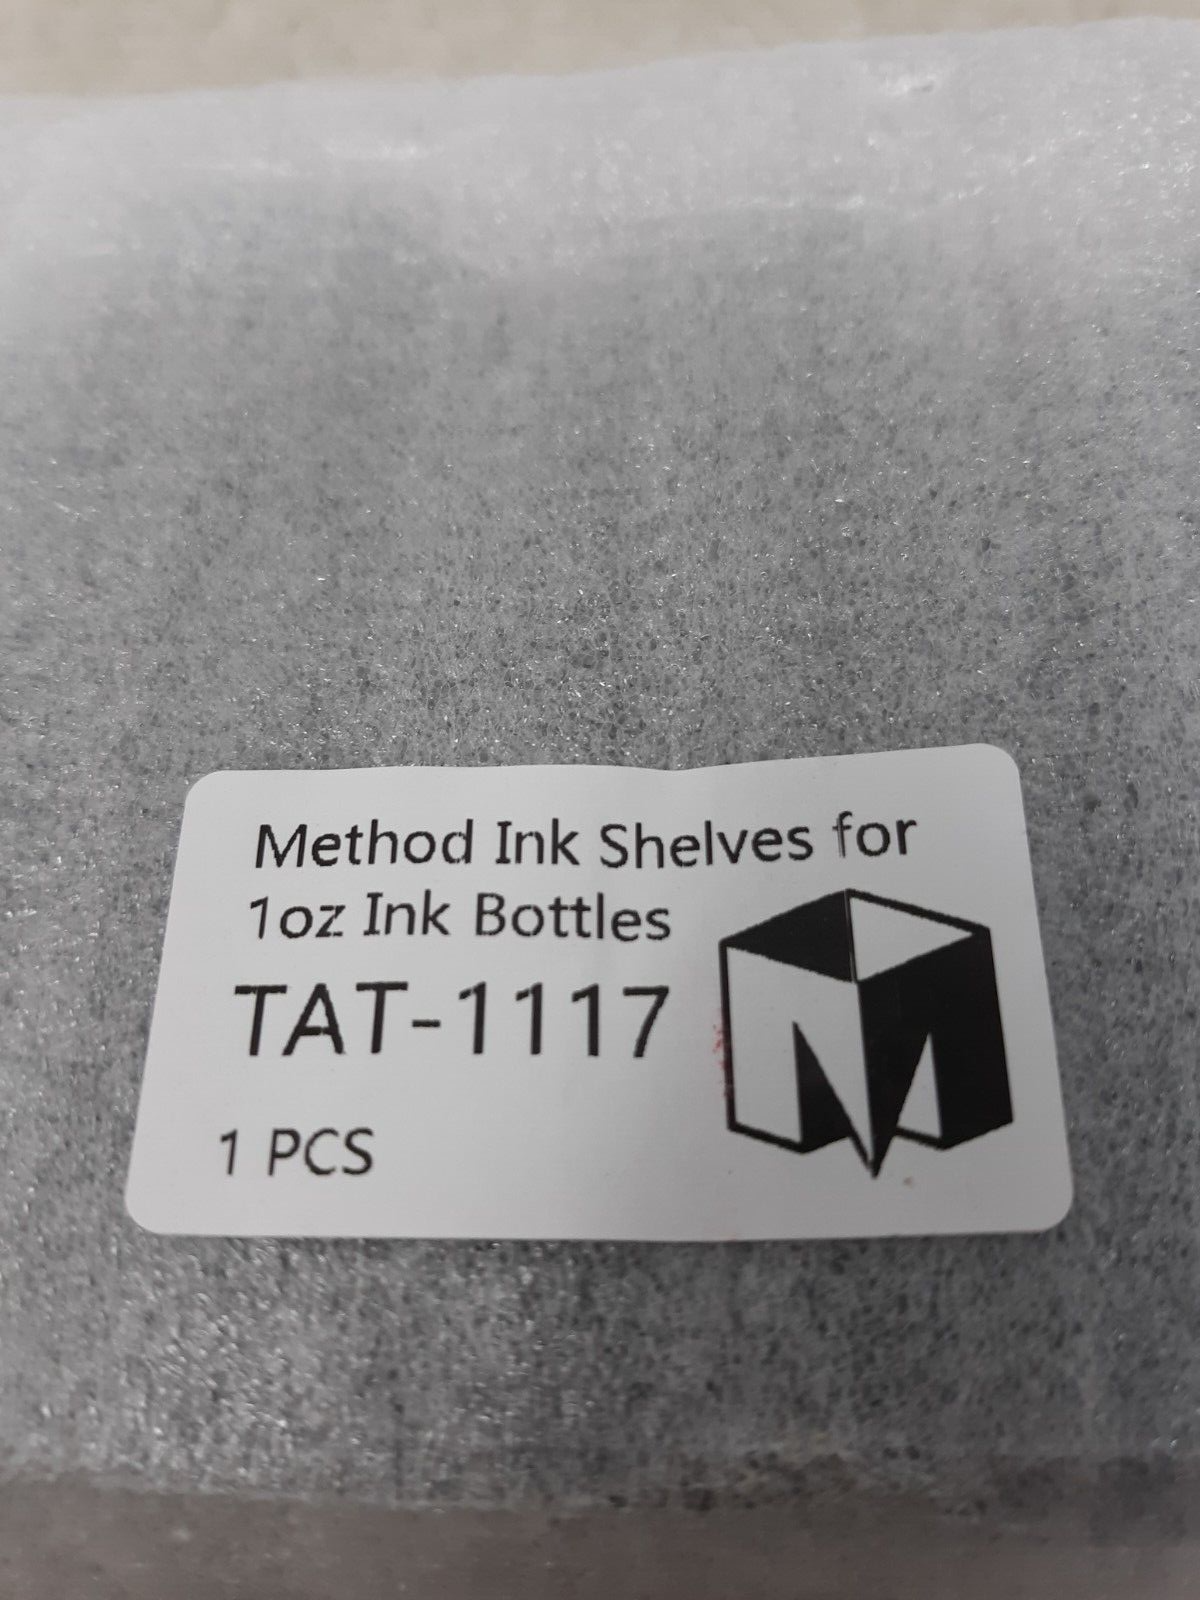 Method Ink Shelves for
1oz Ink Bottles
TAT-1117
1 PCS